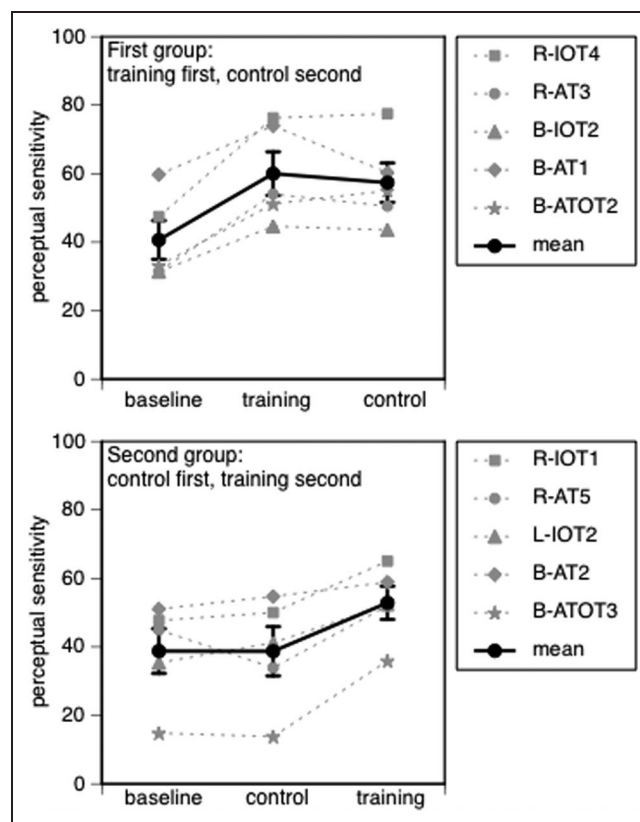 100
80
60
40
20
0
perceptual sensitivity
First group:
training first, control second
baseline training control
R-IOT4
R-AT3
B-IOT2
B-AT1
B-ATOT2
mean
100
80
60
40
20
0
perceptual sensitivity
Second group:
control first, training second
baseline control training
R-IOT1
R-AT5
L-IOT2
B-AT2
B-ATOT3
mean